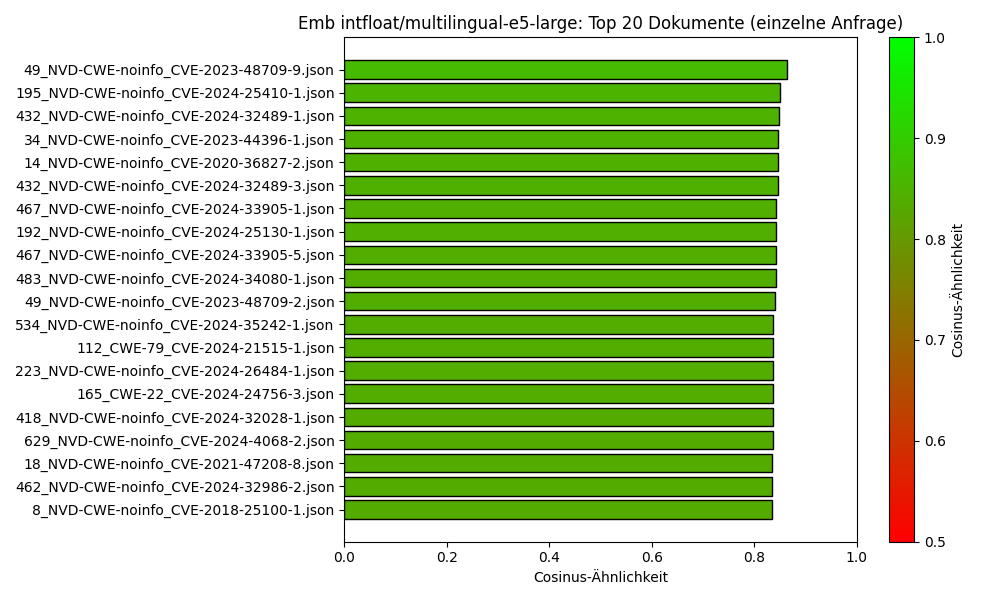 Emb intfloat/multilingual-e5-large: Top 20 Dokumente (einzelne Anfrage)
49_NVD-CWE-noinfo_CVE-2023-48709-9.json
195_NVD-CWE-noinfo_CVE-2024-25410-1.json
432_NVD-CWE-noinfo_CVE-2024-32489-1.json
34_NVD-CWE-noinfo_CVE-2023-44396-1.json
14_NVD-CWE-noinfo_CVE-2020-36827-2.json
432_NVD-CWE-noinfo_CVE-2024-32489-3.json
467_NVD-CWE-noinfo_CVE-2024-33905-1.json
192_NVD-CWE-noinfo_CVE-2024-25130-1.json
467_NVD-CWE-noinfo_CVE-2024-33905-5.json
483_NVD-CWE-noinfo_CVE-2024-34080-1.json
49_NVD-CWE-noinfo_CVE-2023-48709-2.json
534_NVD-CWE-noinfo_CVE-2024-35242-1.json
112_CWE-79_CVE-2024-21515-1.json
223_NVD-CWE-noinfo_CVE-2024-26484-1.json
165_CWE-22_CVE-2024-24756-3.json
418_NVD-CWE-noinfo_CVE-2024-32028-1.json
629_NVD-CWE-noinfo_CVE-2024-4068-2.json
18_NVD-CWE-noinfo_CVE-2021-47208-8.json
462_NVD-CWE-noinfo_CVE-2024-32986-2.json
8_NVD-CWE-noinfo_CVE-2018-25100-1.json
0.0 0.2 0.4 0.6 0.8 1.0
Cosinus-Ähnlichkeit
1.0
0.9
0.8
0.7
0.6
0.5
Cosinus-Ähnlichkeit